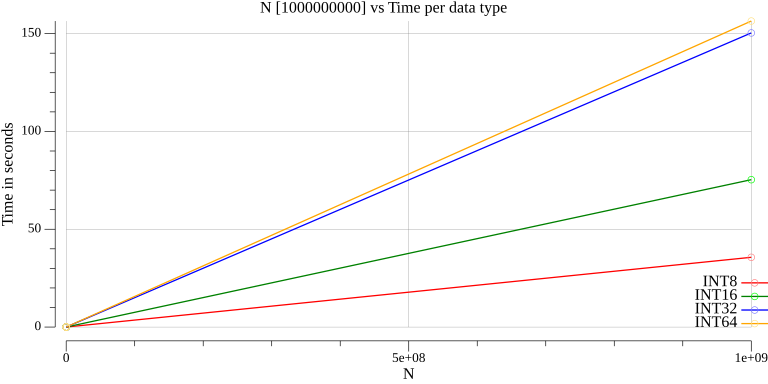 N [1000000000] vs Time per data type
150
100
50
0
Time in seconds
INT8
INT16
INT32
INT64
0
5e+08
1e+09
N